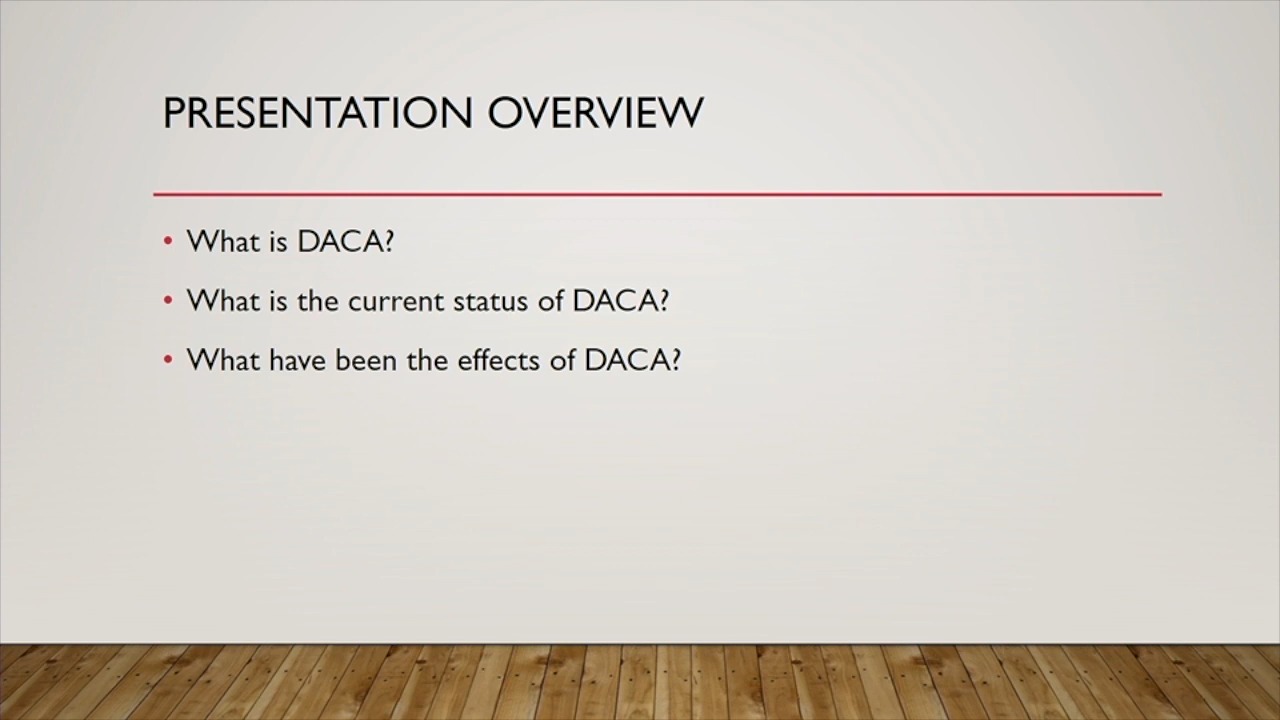 PRESENTATION OVERVIEW
• What is DACA?
• What is the current status of DACA?
• What have been the effects of DACA?